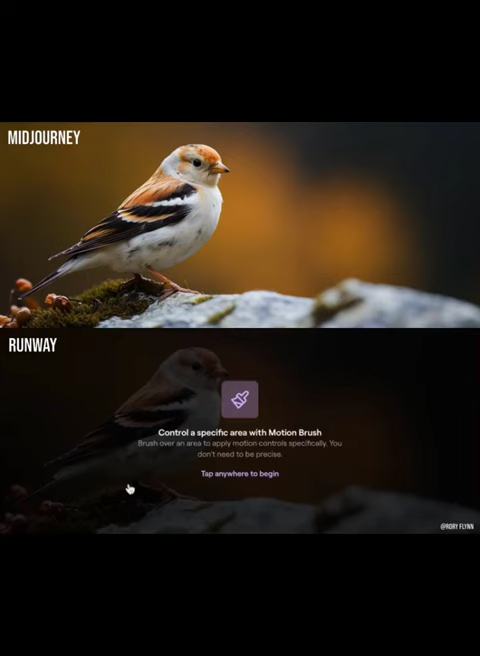 MIDJOURNEY
RUNWAY
Control a specific area with Motion Brush
Brush over an area to apply motion controls specifically. You
don't need to be precise.
Tap anywhere to begin
@RORY FLYNN